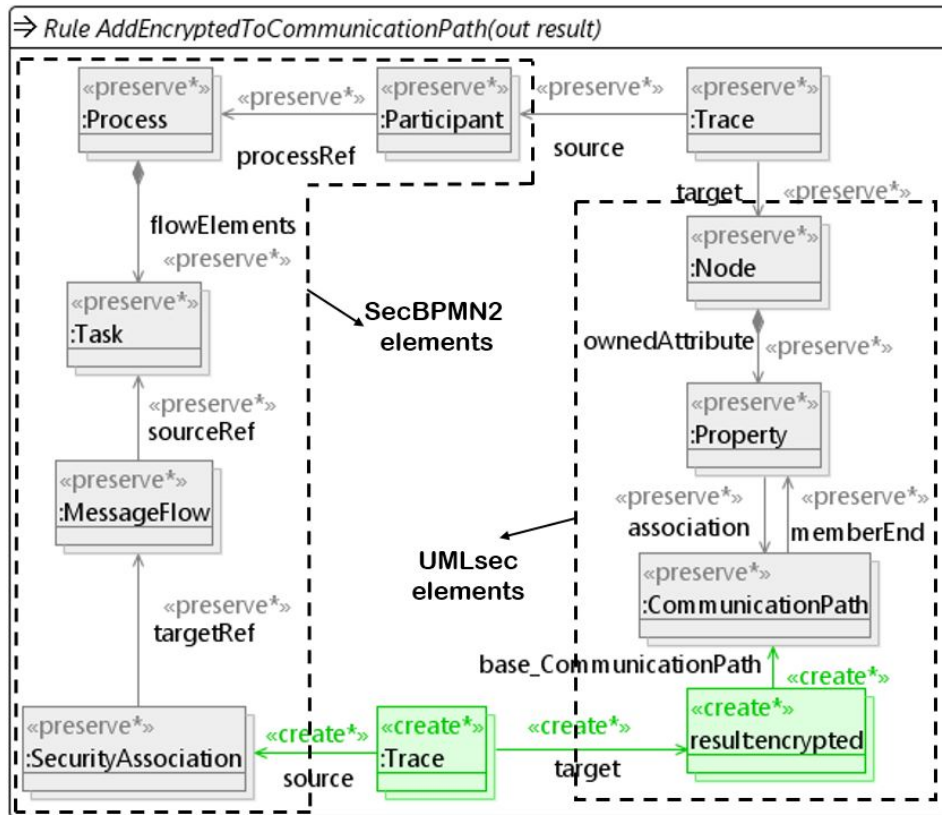 ⇒ Rule AddEncryptedToCommunicationPath(out result)
«preserve*»
:Process
«preserve*»
processRef
«preserve*»
:Participant
«preserve*»
source
«preserve*»
:Trace
target
«preserve*»
flowElements
«preserve*»
«preserve*»
:Node
«preserve*»
:Task
SecBPMN2
elements
ownedAttribute
«preserve*»
«preserve*»
sourceRef
«preserve*»
:Property
«preserve*»
:MessageFlow
«preserve*»
association
«preserve*»
memberEnd
UMLsec
elements
«preserve*»
:CommunicationPath
«preserve*»
targetRef
base_CommunicationPath
«create*»
«preserve*»
:SecurityAssociation
«create*»
source
«create*»
:Trace
«create*»
target
«create*»
result:encrypted